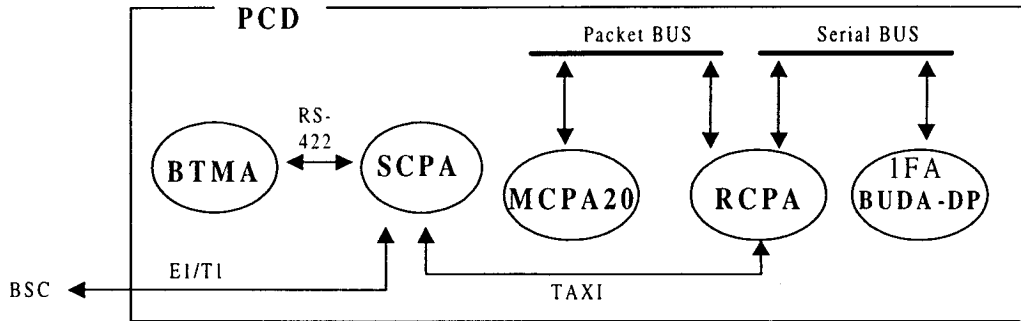 PCD
Packet BUS
Serial BUS
RS-
422
BTMA
SCPA
MCPA20
RCPA
1FA
BUDA-DP
E1/T1
BSC
TAXI